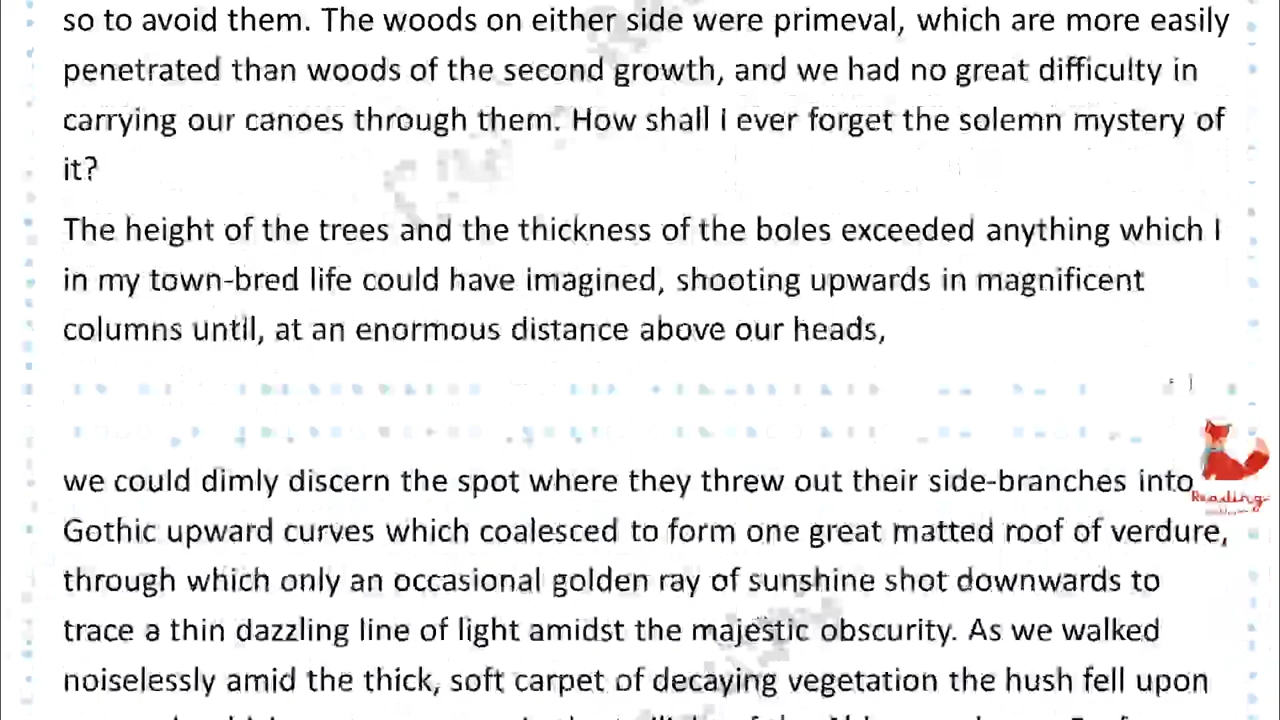 so to avoid them. The woods on either side were primeval, which are more easily
penetrated than woods of the second growth, and we had no great difficulty in
carrying our canoes through them. How shall I ever forget the solemn mystery of
it?
The height of the trees and the thickness of the boles exceeded anything which I
in my town-bred life could have imagined, shooting upwards in magnificent
columns until, at an enormous distance above our heads,
we could dimly discern the spot where they threw out their side-branches into
Reading
Gothic upward curves which coalesced to form one great matted roof of verdure,
through which only an occasional golden ray of sunshine shot downwards to
trace a thin dazzling line of light amidst the majestic obscurity. As we walked
noiselessly amid the thick, soft carpet of decaying vegetation the hush fell upon